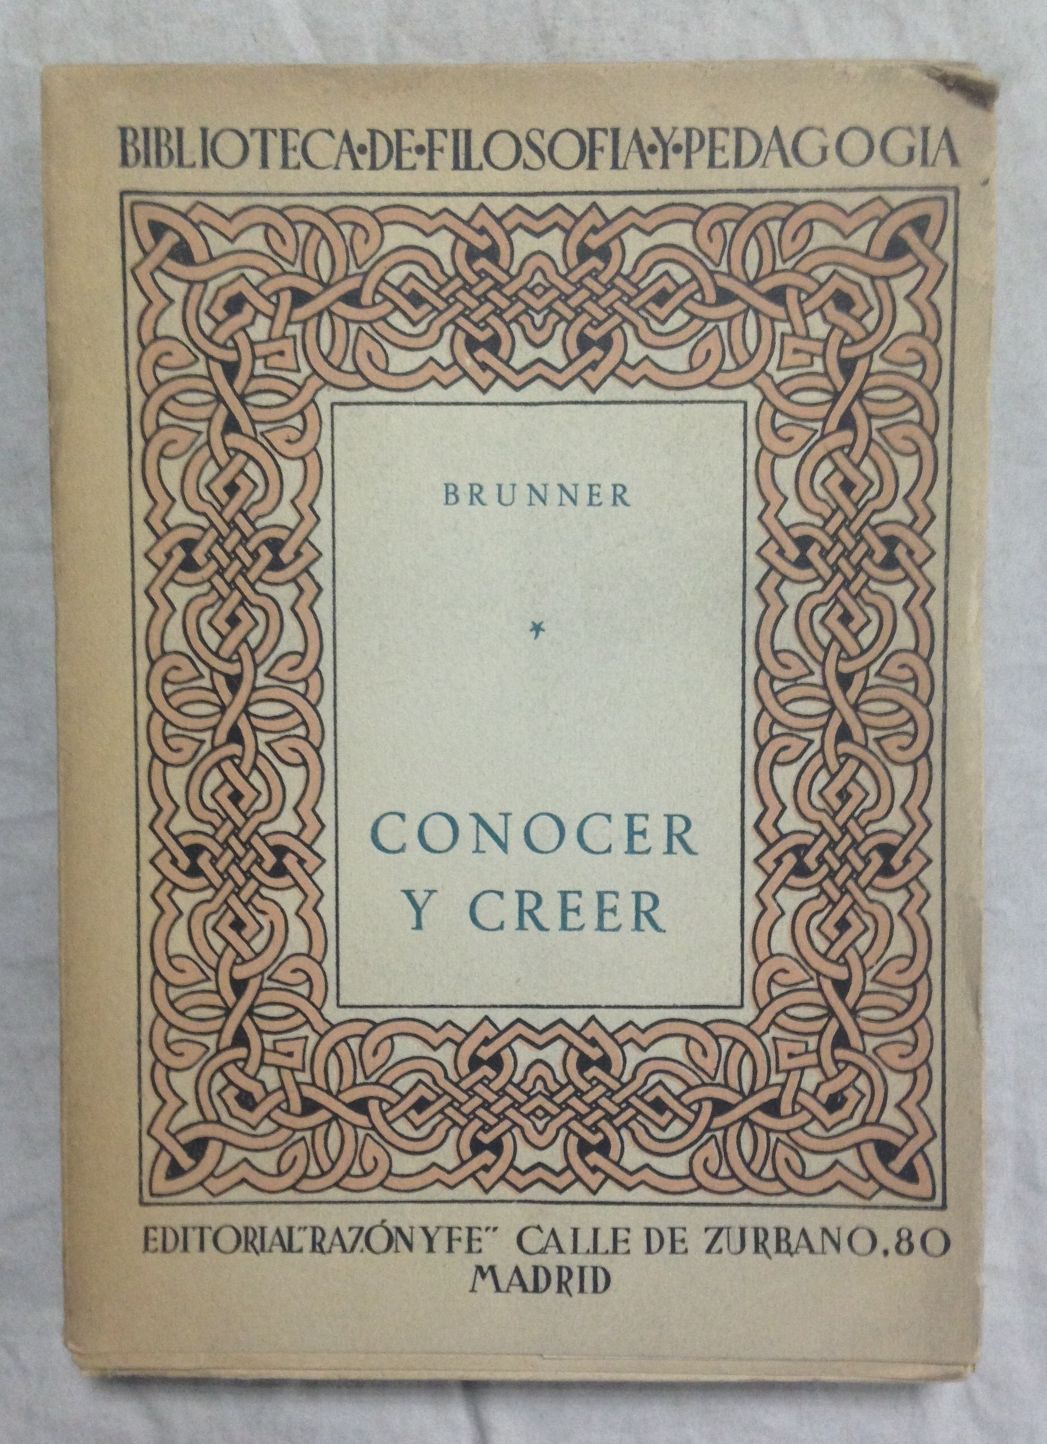 BIBLIOTECA·DE·FILOSOFIA·Y·PEDAGOGIA
BRUNNER
*
CONOCER
Y CREER
EDITORIAL "RAZÓN Y FE" CALLE DE ZURBANO, 80
MADRID